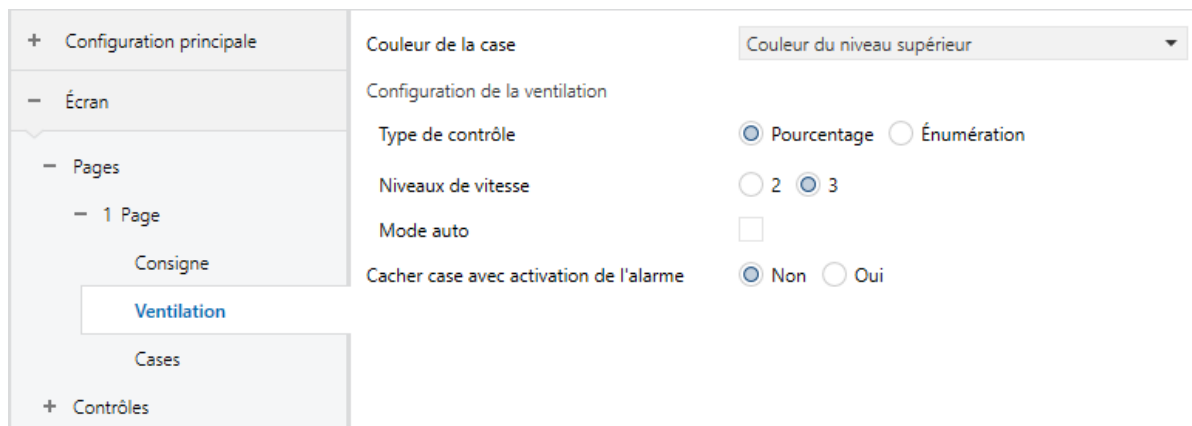 + Configuration principale
− Écran
− Pages
− 1 Page
Consigne
Ventilation
Cases
+ Contrôles
Couleur de la case Couleur du niveau supérieur
Configuration de la ventilation
Type de contrôle Pourcentage Énumération
Niveaux de vitesse 2 3
Mode auto
Cacher case avec activation de l'alarme Non Oui